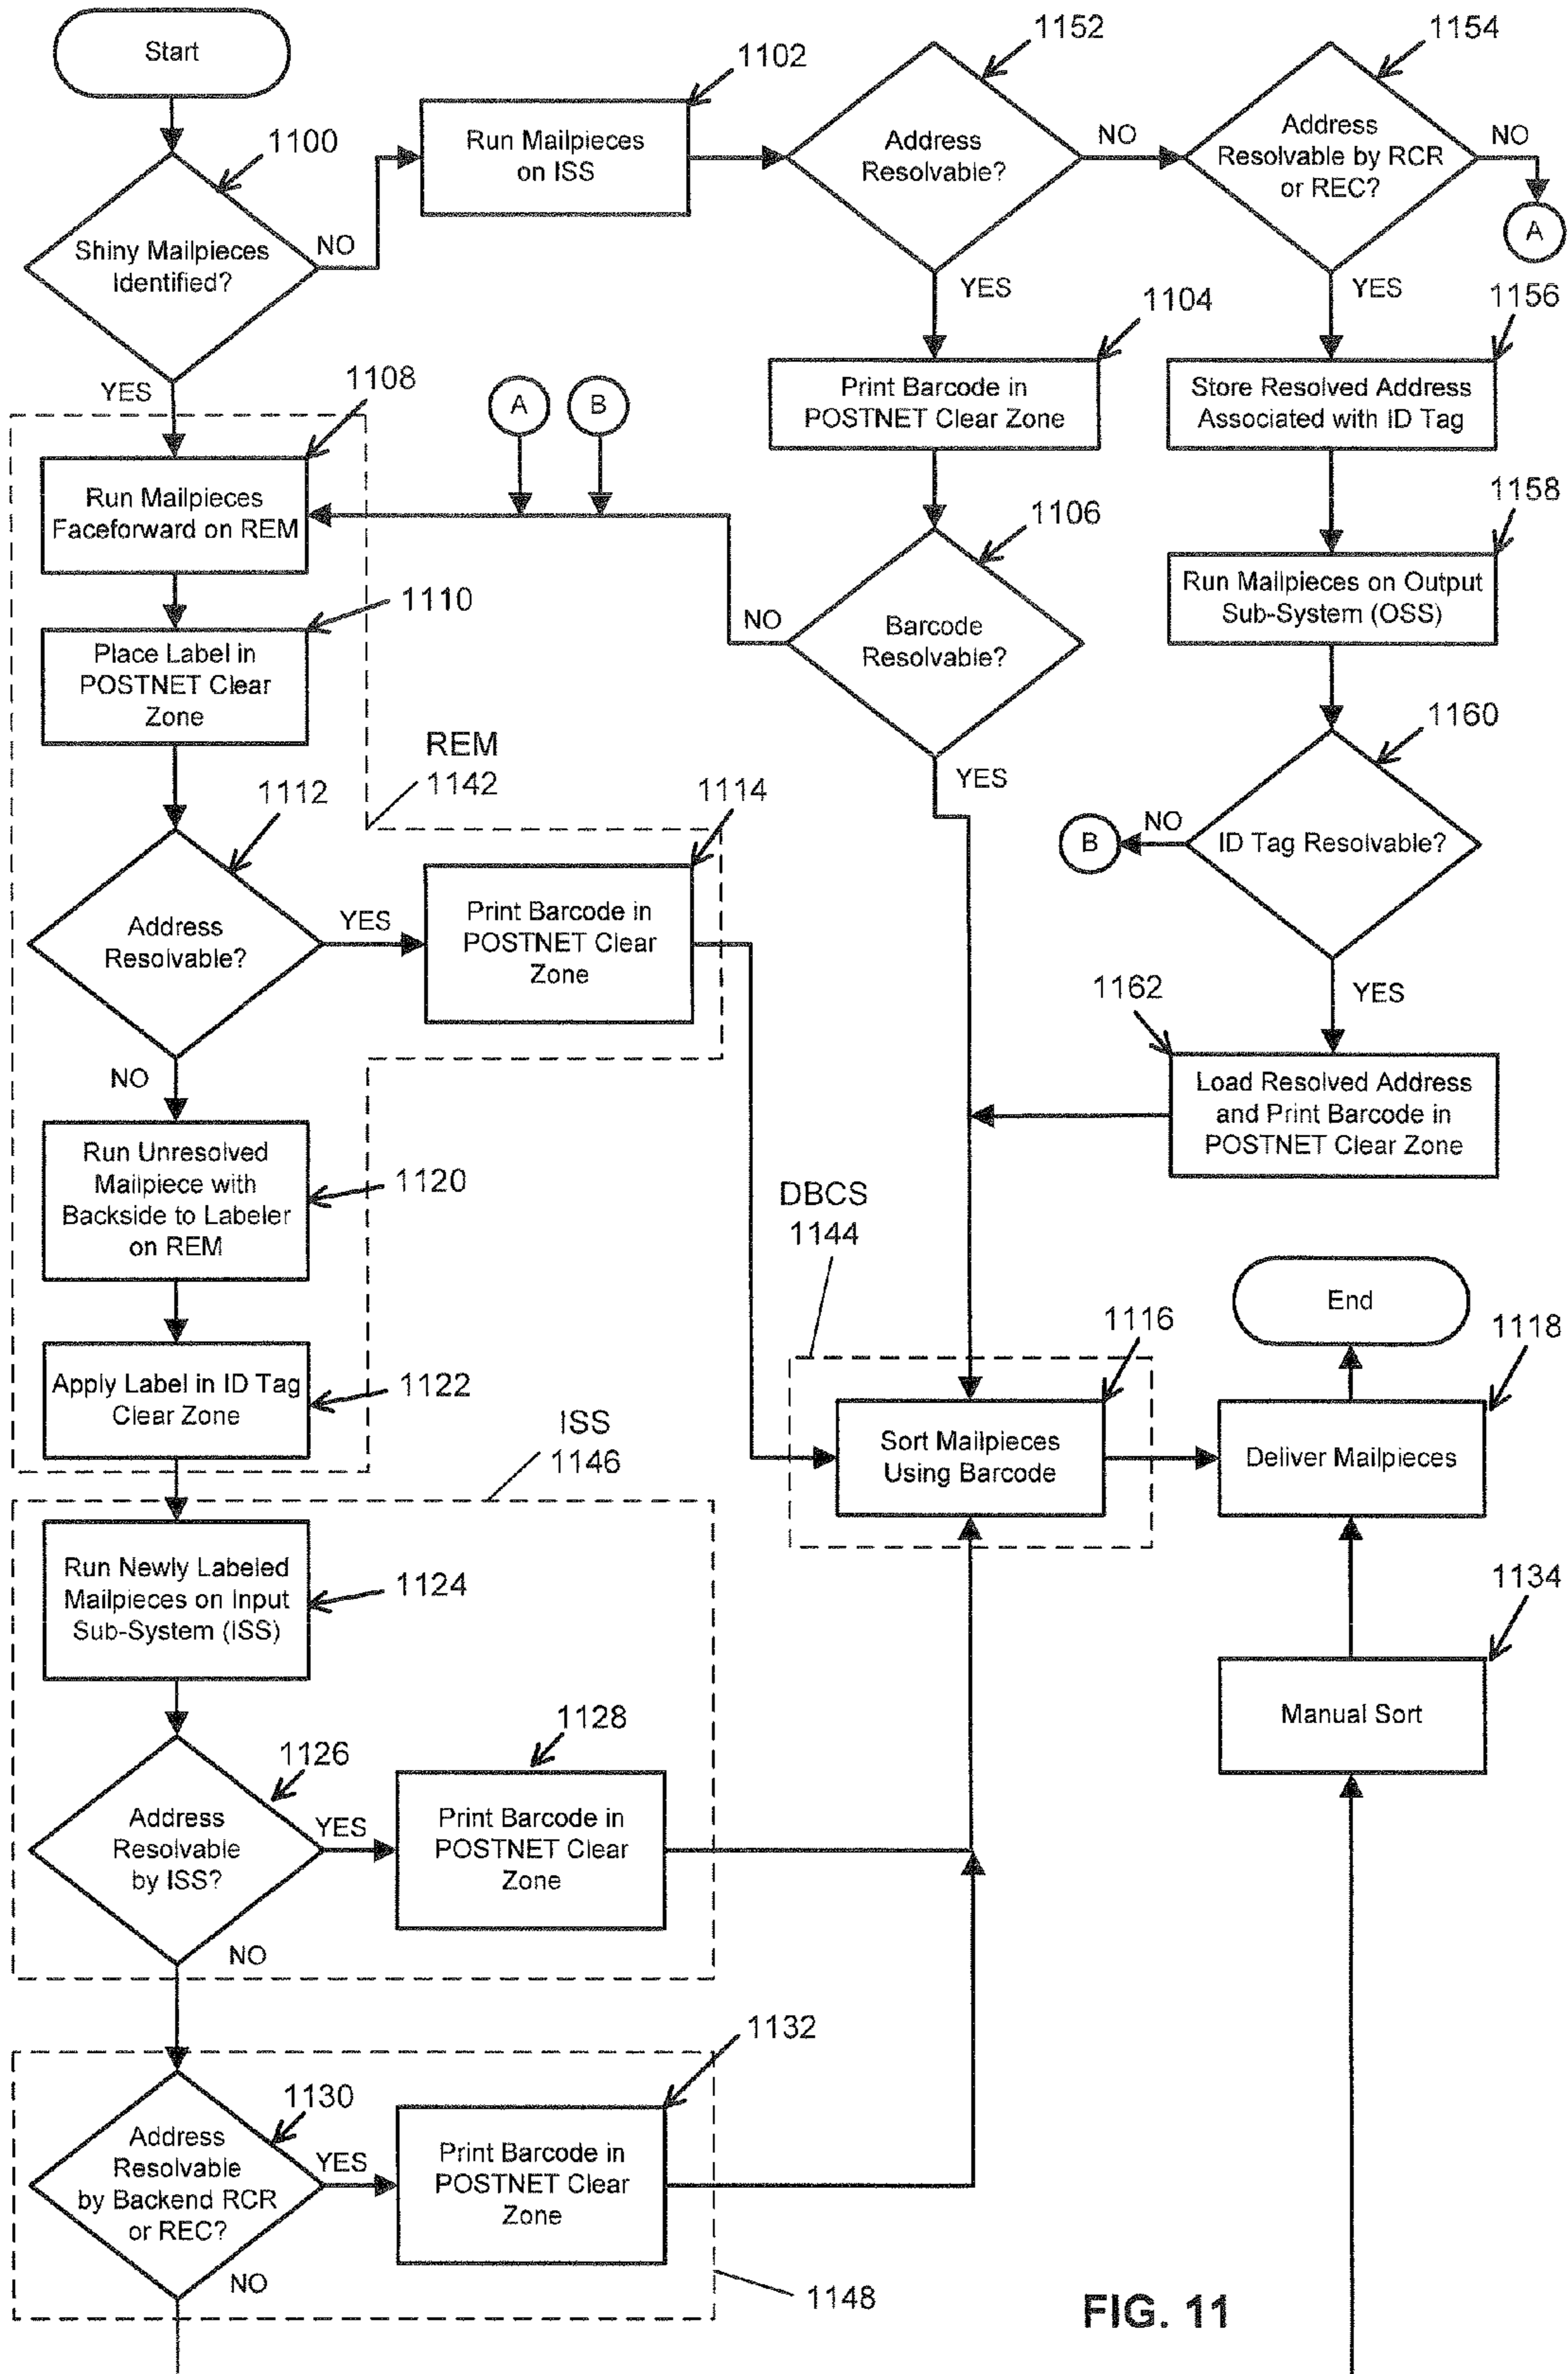 Start
1100
Shiny Mailpieces
Identified?
NO
YES
1102
Run Mailpieces
on ISS
1152
Address
Resolvable?
NO
YES
1154
Address
Resolvable by RCR
or REC?
NO
A
YES
1104
Print Barcode in
POSTNET Clear Zone
1156
Store Resolved Address
Associated with ID Tag
1108
Run Mailpieces
Faceforward on REM
A
B
1106
Barcode
Resolvable?
NO
YES
1158
Run Mailpieces on Output
Sub-System (OSS)
1110
Place Label in
POSTNET Clear
Zone
REM
1142
1160
ID Tag Resolvable?
NO
B
YES
1112
Address
Resolvable?
YES
NO
1114
Print Barcode in
POSTNET Clear
Zone
1162
Load Resolved Address
and Print Barcode in
POSTNET Clear Zone
Run Unresolved
Mailpiece with
Backside to Labeler
on REM
1120
DBCS
1144
End
Apply Label in ID Tag
Clear Zone
1122
ISS
1146
1116
Sort Mailpieces
Using Barcode
1118
Deliver Mailpieces
Run Newly Labeled
Mailpieces on Input
Sub-System (ISS)
1124
1134
Manual Sort
1126
Address
Resolvable
by ISS?
YES
NO
1128
Print Barcode in
POSTNET Clear
Zone
1130
Address
Resolvable
by Backend RCR
or REC?
YES
NO
1132
Print Barcode in
POSTNET Clear
Zone
1148
FIG. 11